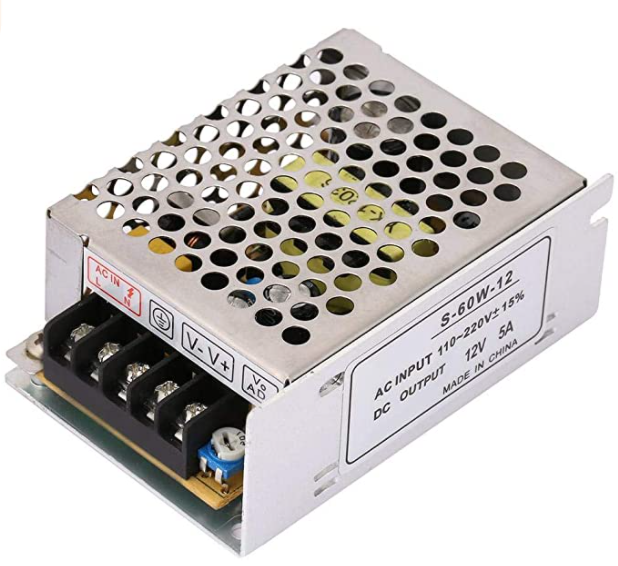 AC IN
L N
V- V+
Vo
AD
S-60W-12
AC INPUT 110~220V±15%
DC OUTPUT 12V 5A
MADE IN CHINA